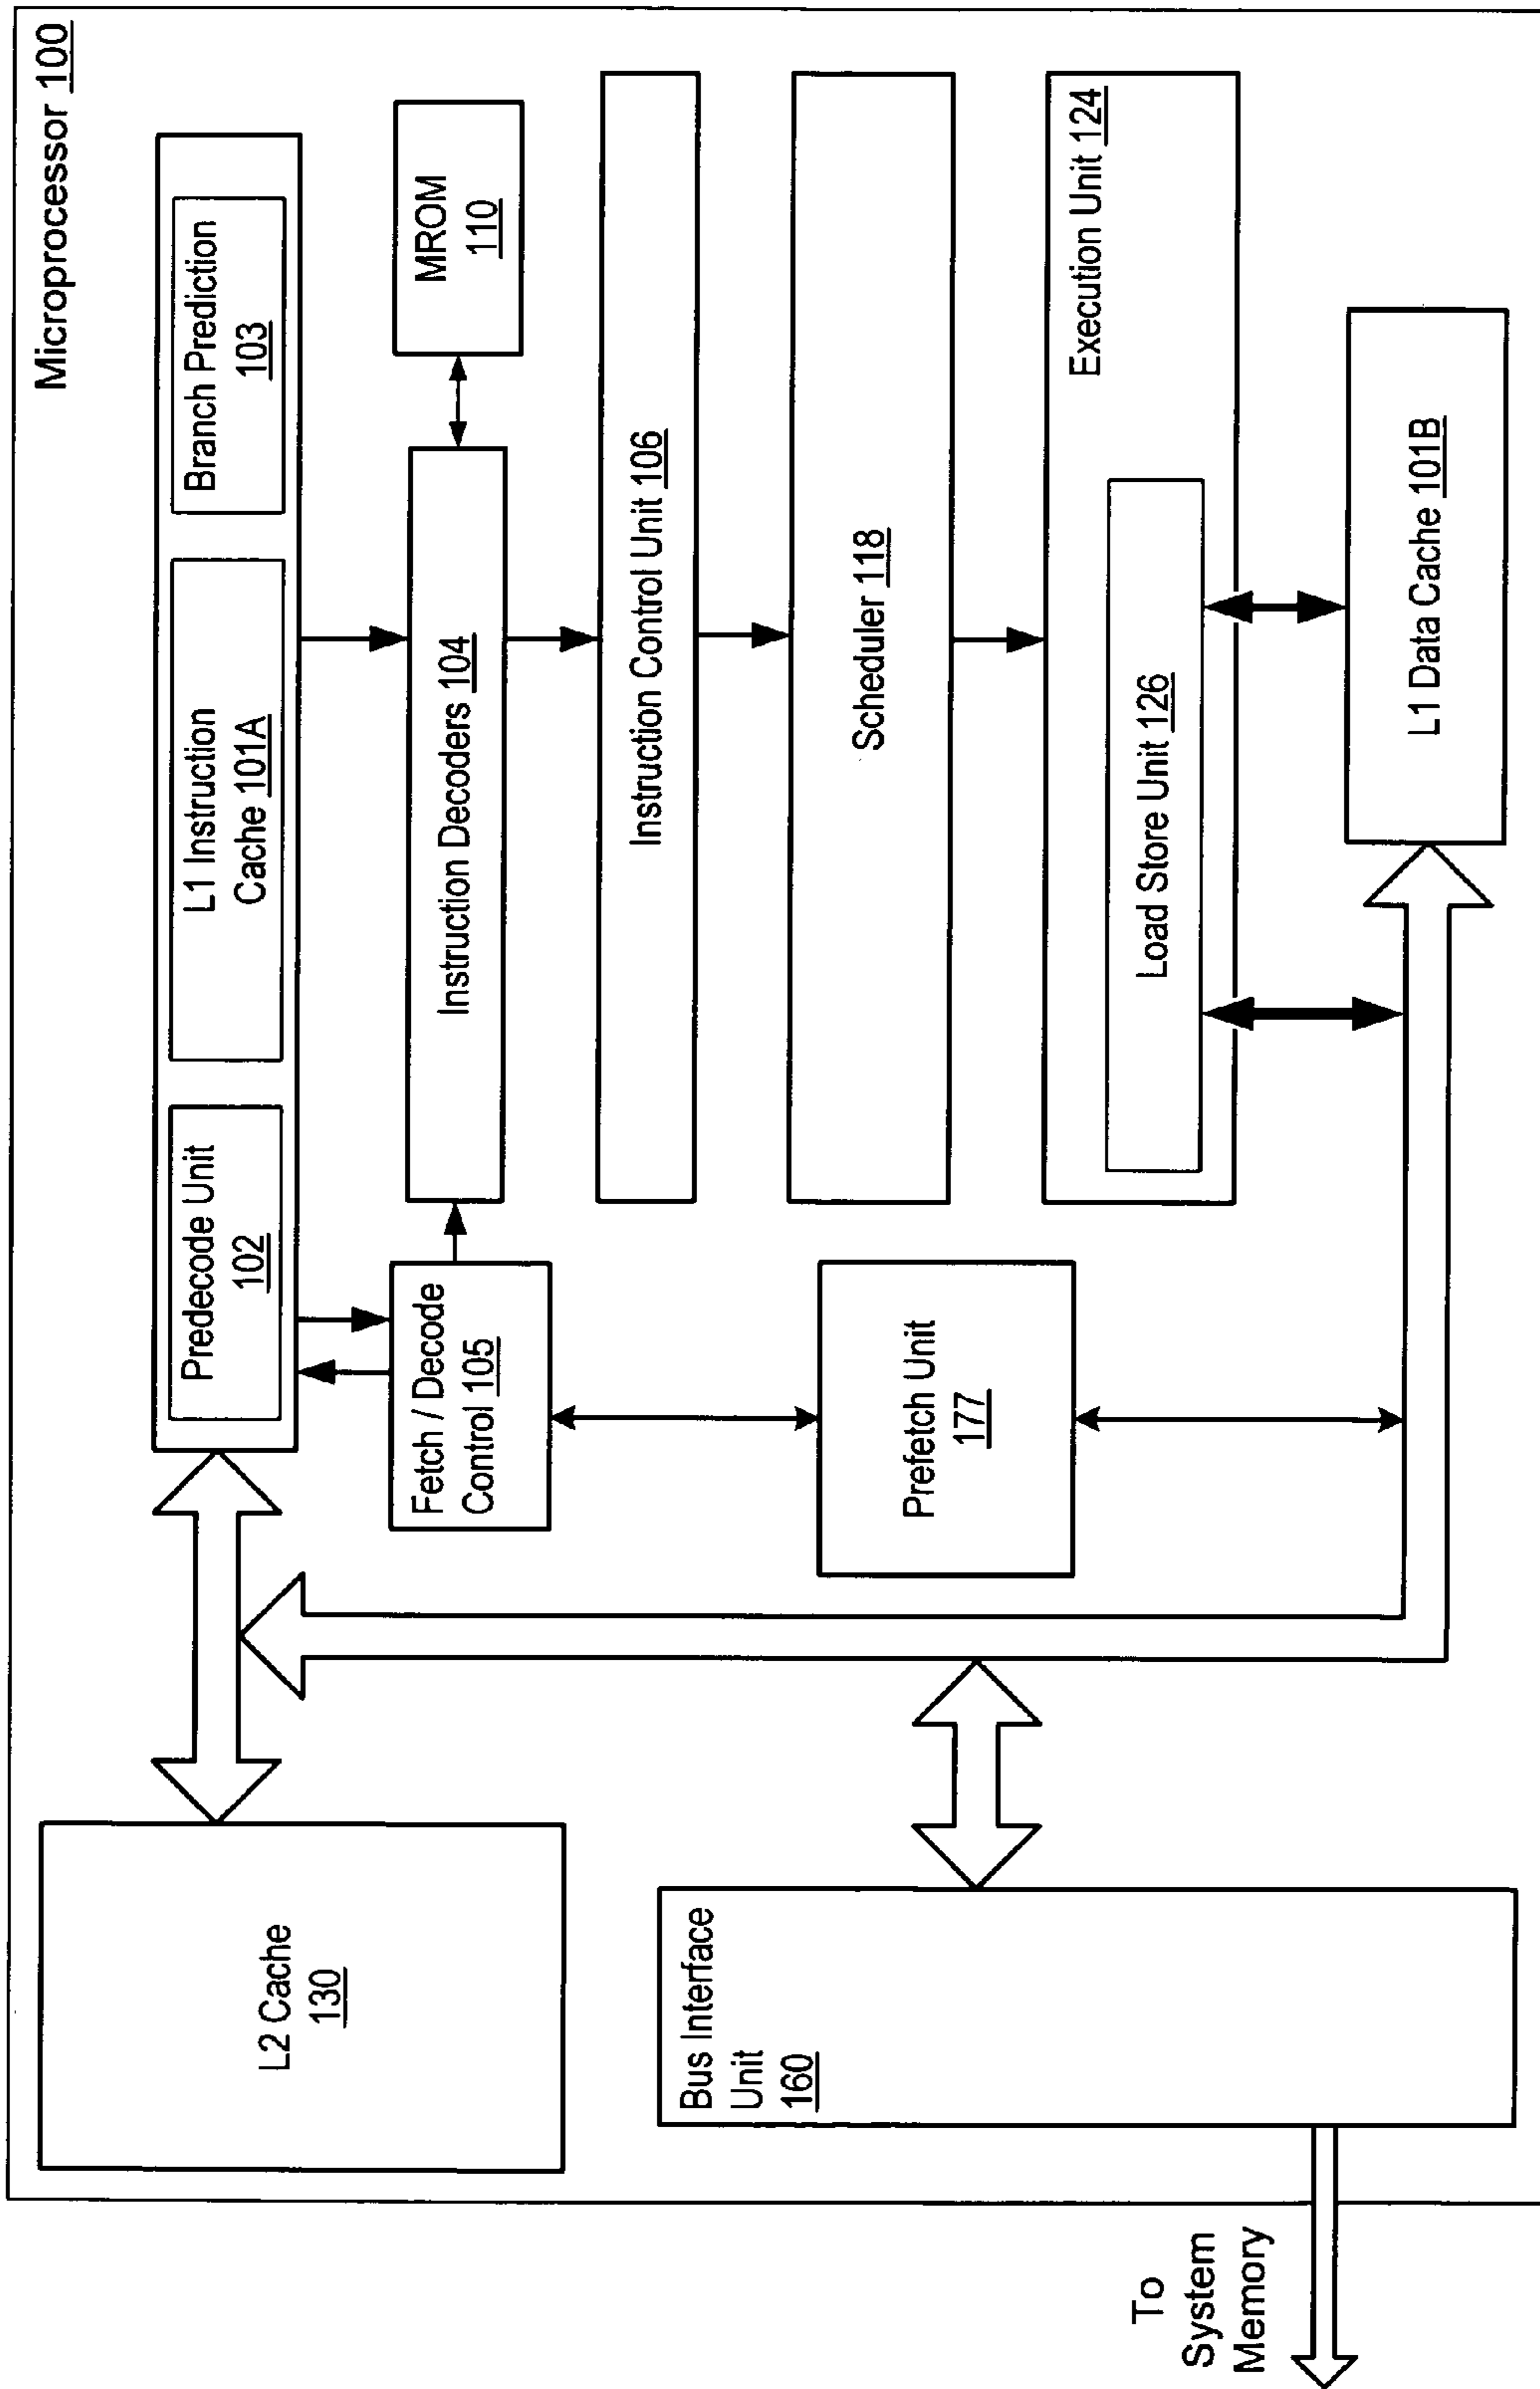 Microprocessor 100
L2 Cache
130
Predecode Unit
102
L1 Instruction
Cache 101A
Branch Prediction
103
Fetch / Decode
Control 105
Instruction Decoders 104
MROM
110
Instruction Control Unit 106
Bus Interface
Unit
160
Prefetch Unit
177
Scheduler 118
Execution Unit 124
Load Store Unit 126
L1 Data Cache 101B
To
System
Memory